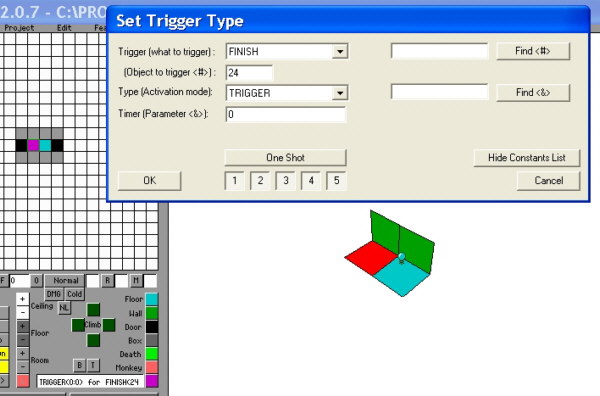 2.0.7 - C:\PRO
Set Trigger Type
Project Edit Fea
Trigger (what to trigger) : FINISH Find <#>
(Object to trigger <#>) : 24
Type (Activation mode): TRIGGER Find <&>
Timer (Parameter <&>): 0
One Shot Hide Constants List
OK 1 2 3 4 5 Cancel
F 0 0 Normal R M
DMG Cold Floor
+ Ceiling NL Wall
- Climb Door
+ Floor Box
- Death
+ Room Monkey
- B T
TRIGGER(0:0) for FINISH<24